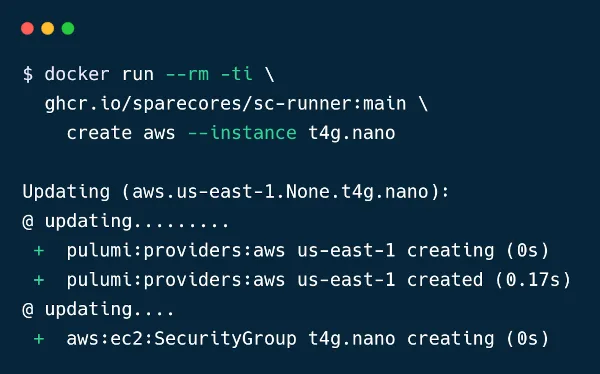 $ docker run --rm -ti \
ghcr.io/sparecores/sc-runner:main \
create aws --instance t4g.nano
Updating (aws.us-east-1.None.t4g.nano):
@ updating.........
+ pulumi:providers:aws us-east-1 creating (0s)
+ pulumi:providers:aws us-east-1 created (0.17s)
@ updating....
+ aws:ec2:SecurityGroup t4g.nano creating (0s)